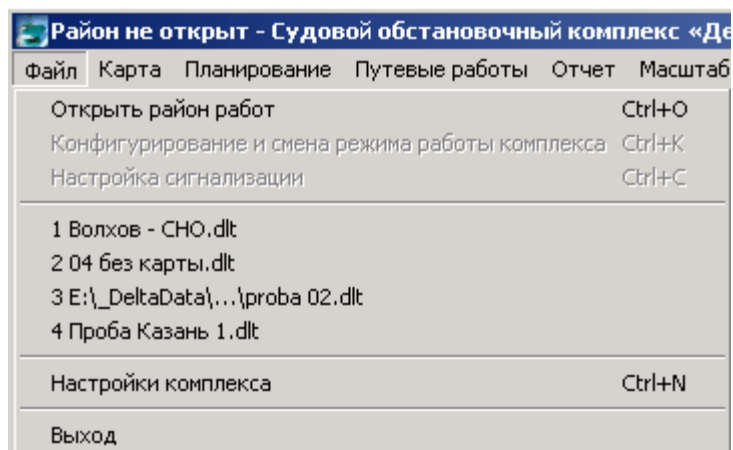 Район не открыт - Судовой обстановочный комплекс «Де
Файл Карта Планирование Путевые работы Отчет Масштаб
Открыть район работ Ctrl+O
Конфигурирование и смена режима работы комплекса Ctrl+K
Настройка сигнализации Ctrl+C
1 Волхов - СНО.dlt
2 04 без карты.dlt
3 E:\_DeltaData\...\proba 02.dlt
4 Проба Казань 1.dlt
Настройки комплекса Ctrl+N
Выход